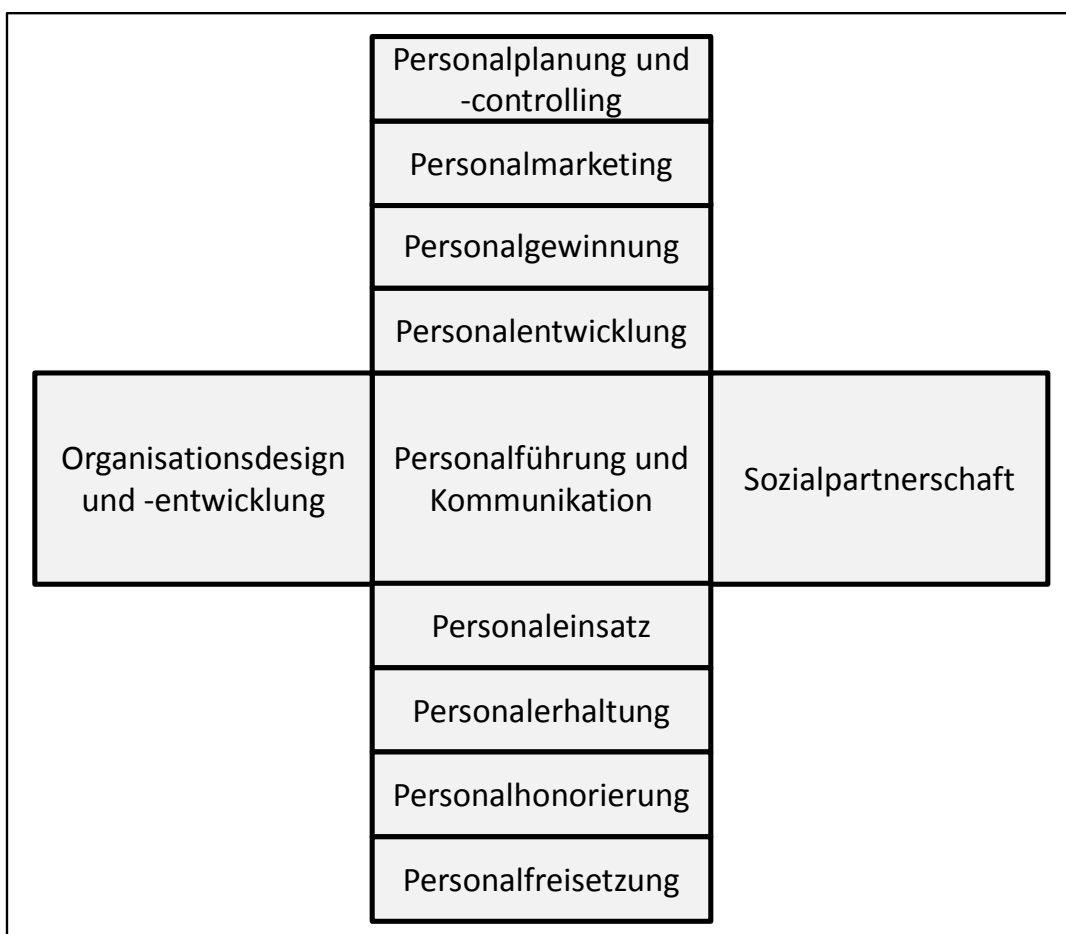 Personalplanung und
-controlling
Personalmarketing
Personalgewinnung
Personalentwicklung
Organisationsdesign
und -entwicklung
Personalführung und
Kommunikation
Sozialpartnerschaft
Personaleinsatz
Personalerhaltung
Personalhonorierung
Personalfreisetzung